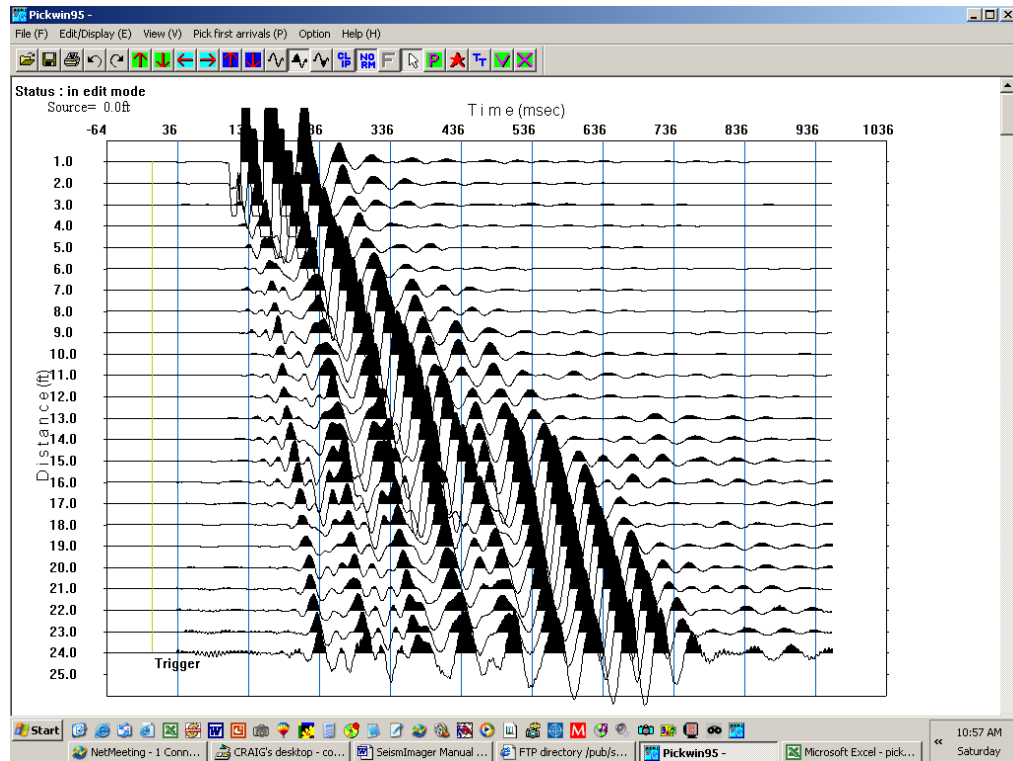 Pickwin95 -
File (F) Edit/Display (E) View (V) Pick first arrivals (P) Option Help (H)
CL IP NO RM F P TT
Status : in edit mode
Source= 0.0ft
Time (msec)
-64 36 336 436 536 636 736 836 936 1036
1.0
2.0
3.0
4.0
5.0
6.0
7.0
8.0
9.0
10.0
11.0
12.0
13.0
14.0
15.0
16.0
17.0
18.0
19.0
20.0
21.0
22.0
23.0
24.0
25.0
Distance (ft)
Trigger
Start
10:57 AM
NetMeeting - 1 Conn... CRAIG's desktop - co... SeismImager Manual ... FTP directory /pub/s... Pickwin95 - Microsoft Excel - pick...
Saturday